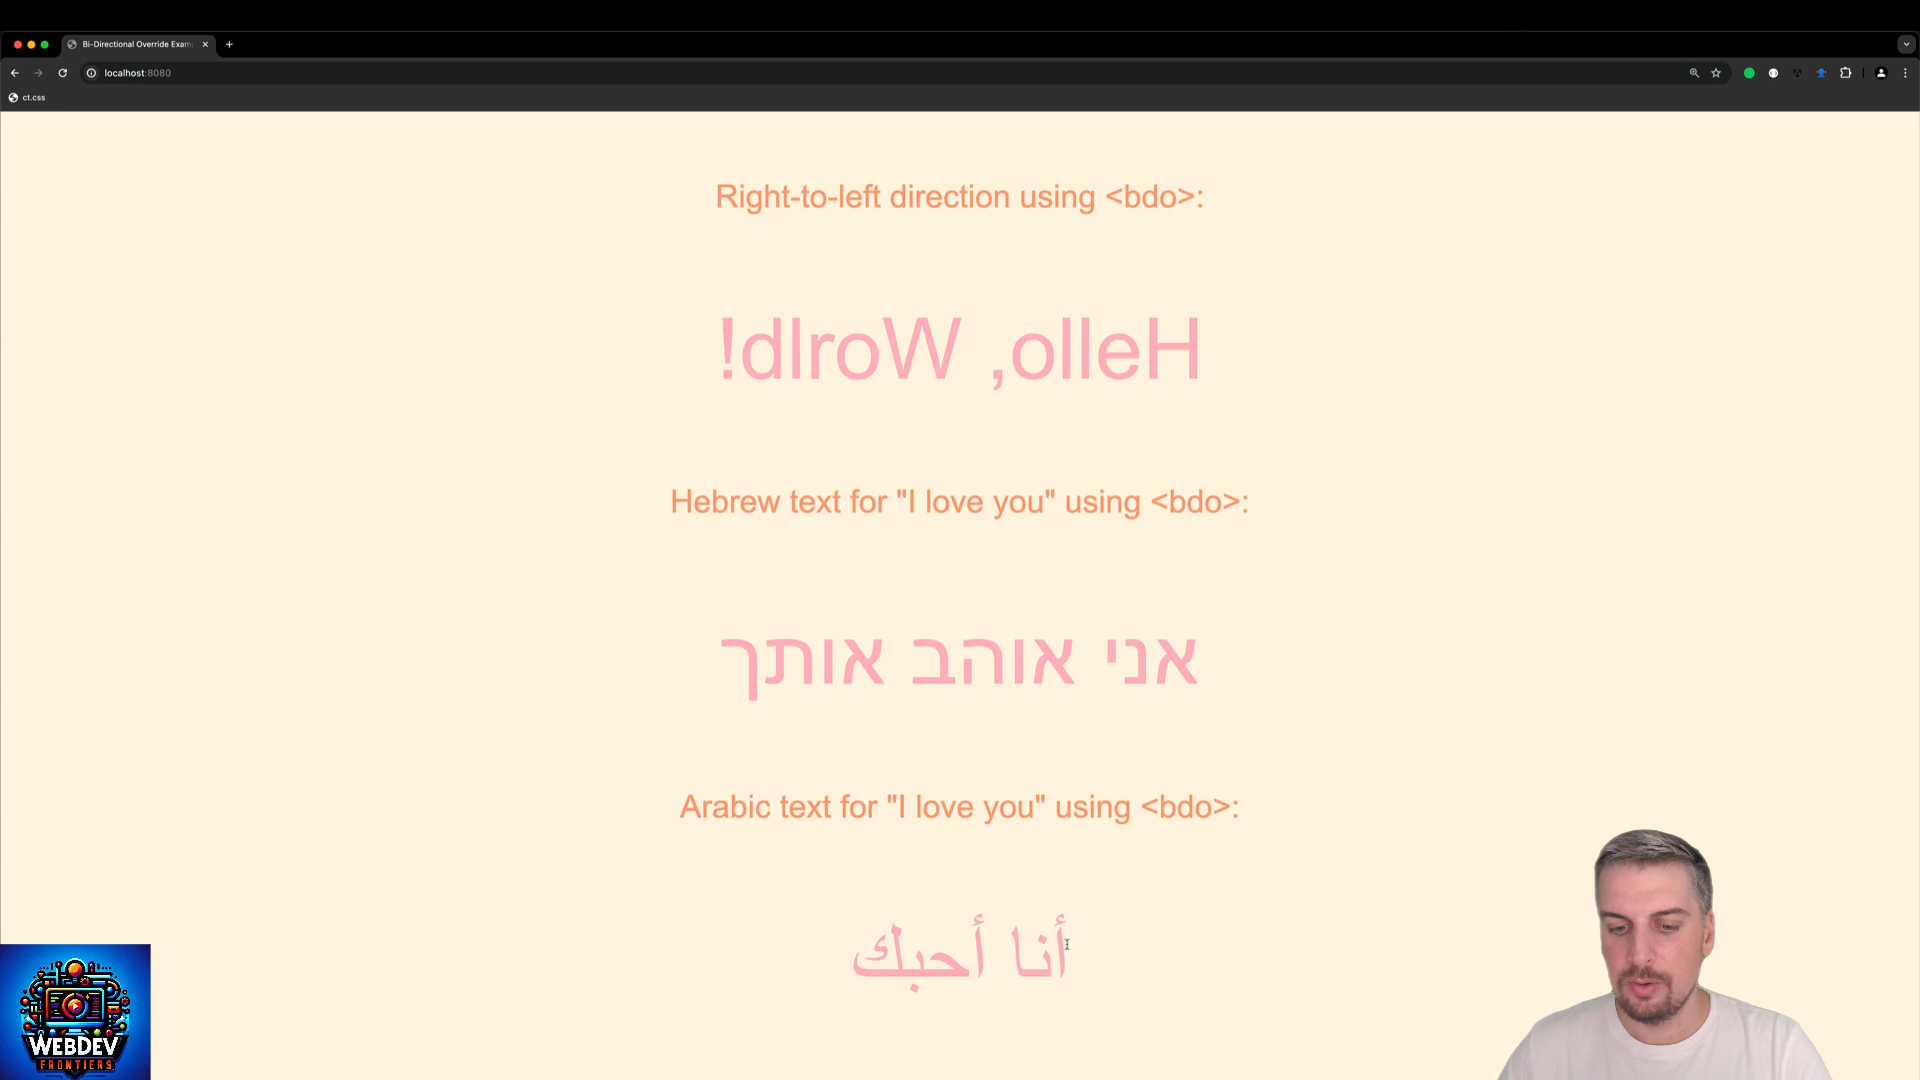 Bi-Directional Override Exam
localhost:8080
ct.css
Right-to-left direction using <bdo>:
!dlroW ,olleH
Hebrew text for "I love you" using <bdo>:
אני אוהב אותך
Arabic text for "I love you" using <bdo>:
أنا أحبك
WEBDEV
FRONTIERS